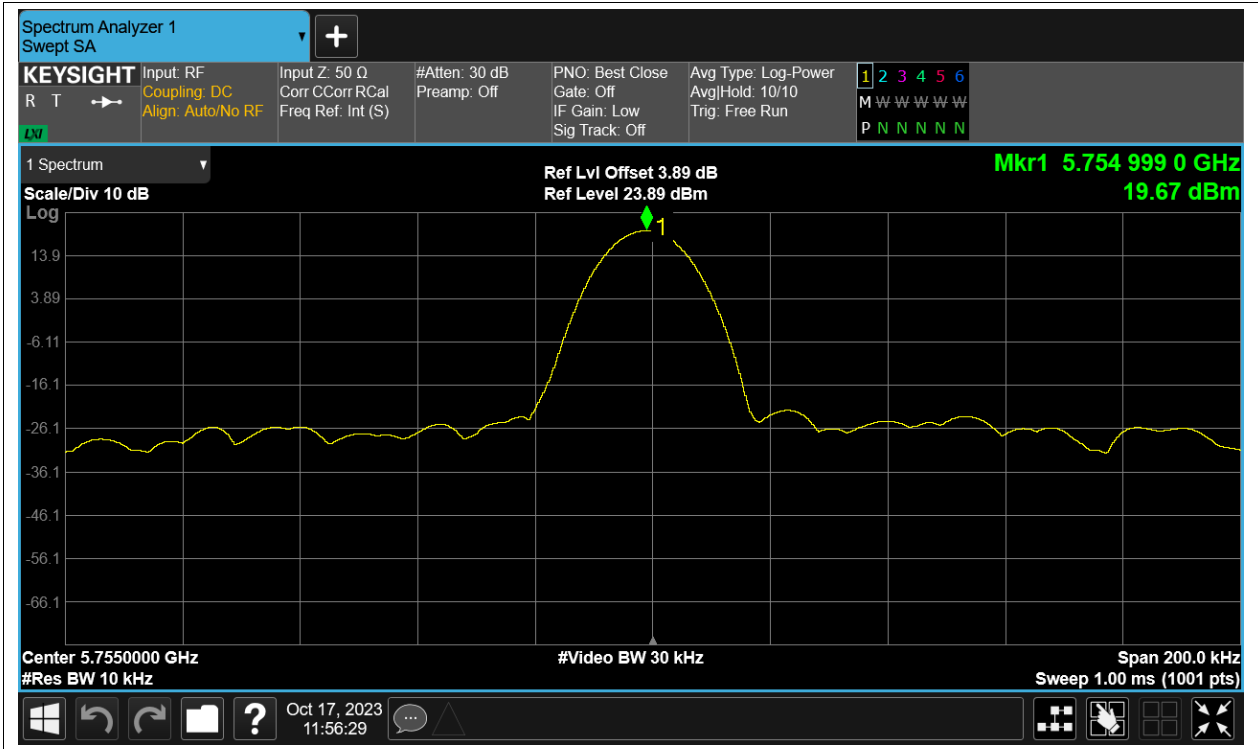 Spectrum Analyzer 1
Swept SA
KEYSIGHT
R T
LXI
Input: RF
Coupling: DC
Align: Auto/No RF
Input Z: 50 Ω
Corr CCorr RCal
Freq Ref: Int (S)
#Atten: 30 dB
Preamp: Off
PNO: Best Close
Gate: Off
IF Gain: Low
Sig Track: Off
Avg Type: Log-Power
Avg|Hold: 10/10
Trig: Free Run
1 2 3 4 5 6
M W W W W W
P N N N N N
1 Spectrum
Scale/Div 10 dB
Log
Ref Lvl Offset 3.89 dB
Ref Level 23.89 dBm
Mkr1 5.754 999 0 GHz
19.67 dBm
1
13.9
3.89
-6.11
-16.1
-26.1
-36.1
-46.1
-56.1
-66.1
Center 5.7550000 GHz
#Res BW 10 kHz
#Video BW 30 kHz
Span 200.0 kHz
Sweep 1.00 ms (1001 pts)
?
Oct 17, 2023
11:56:29